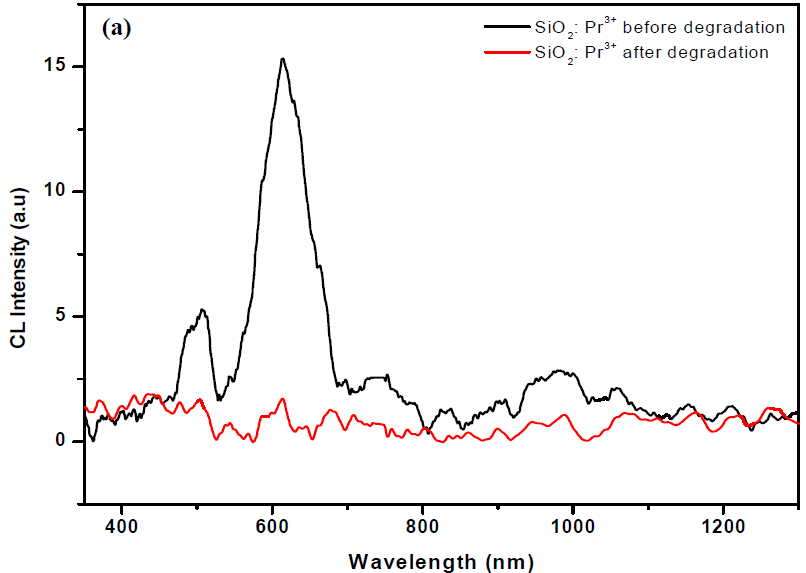 (a)
SiO₂: Pr³⁺ before degradation
SiO₂: Pr³⁺ after degradation
15
10
5
0
CL Intensity (a.u)
400
600
800
1000
1200
Wavelength (nm)